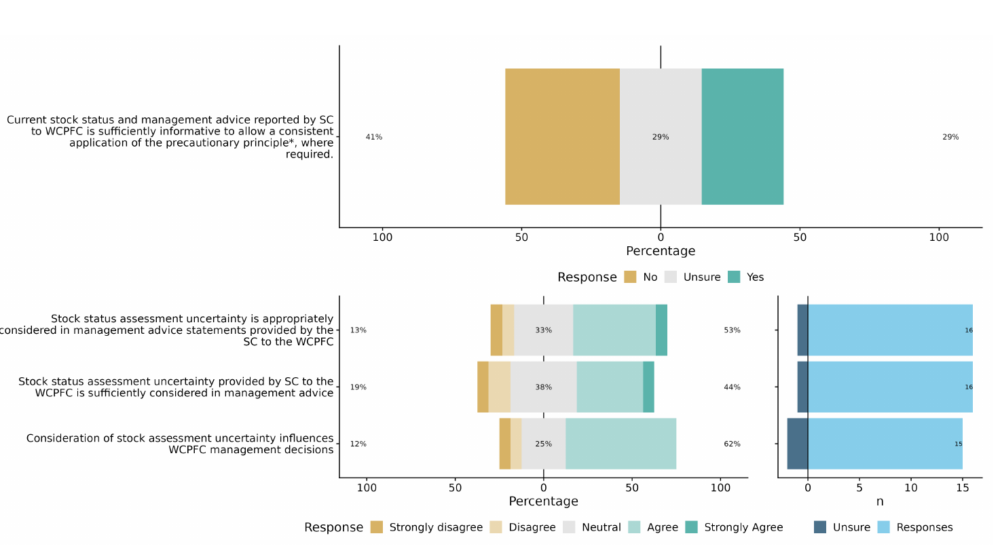 Current stock status and management advice reported by SC
to WCPFC is sufficiently informative to allow a consistent
application of the precautionary principle*, where
required.
41%
29%
29%
100
50
0
50
100
Percentage
Response
No
Unsure
Yes
Stock status assessment uncertainty is appropriately
considered in management advice statements provided by the
SC to the WCPFC
13%
33%
53%
16
Stock status assessment uncertainty provided by SC to the
WCPFC is sufficiently considered in management advice
19%
38%
44%
16
Consideration of stock assessment uncertainty influences
WCPFC management decisions
12%
25%
62%
15
100
50
0
50
100
Percentage
0
5
10
15
n
Response
Strongly disagree
Disagree
Neutral
Agree
Strongly Agree
Unsure
Responses